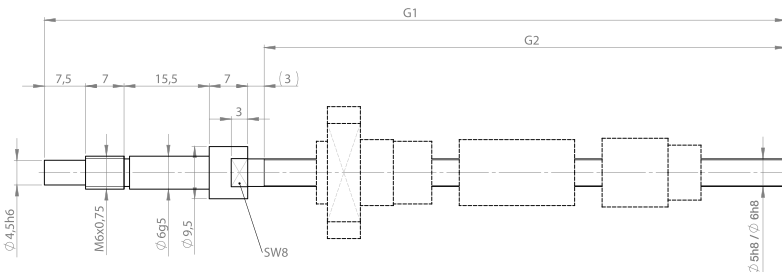 G1
G2
7,5
7
15,5
7
(3)
3
∅ 4,5h6
M6x0,75
∅ 6g5
∅ 9,5
SW8
∅ 5h8 / ∅ 6h8